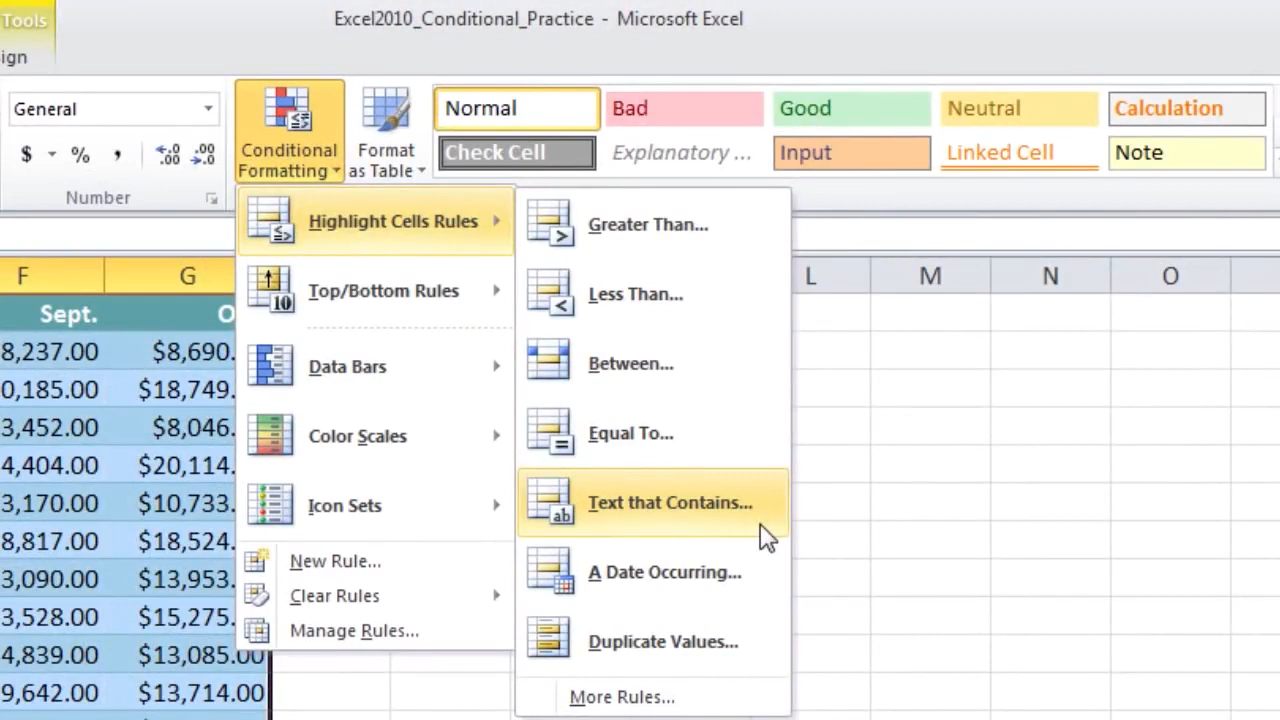 Tools
Excel2010_Conditional_Practice - Microsoft Excel
ign
General
Conditional Formatting
Format as Table
Normal
Bad
Good
Neutral
Calculation
Check Cell
Explanatory ...
Input
Linked Cell
Note
$ % , .00 .00
Number
Highlight Cells Rules
Top/Bottom Rules
10
Data Bars
Color Scales
Icon Sets
New Rule...
Clear Rules
Manage Rules...
Greater Than...
Less Than...
Between...
Equal To...
Text that Contains...
ab
A Date Occurring...
Duplicate Values...
More Rules...
F G L M N O
Sept. O
8,237.00 $8,690.
0,185.00 $18,749.
3,452.00 $8,046.
4,404.00 $20,114.
3,170.00 $10,733.
8,817.00 $18,524.
3,090.00 $13,953.
3,528.00 $15,275.
4,839.00 $13,085.00
9,642.00 $13,714.00